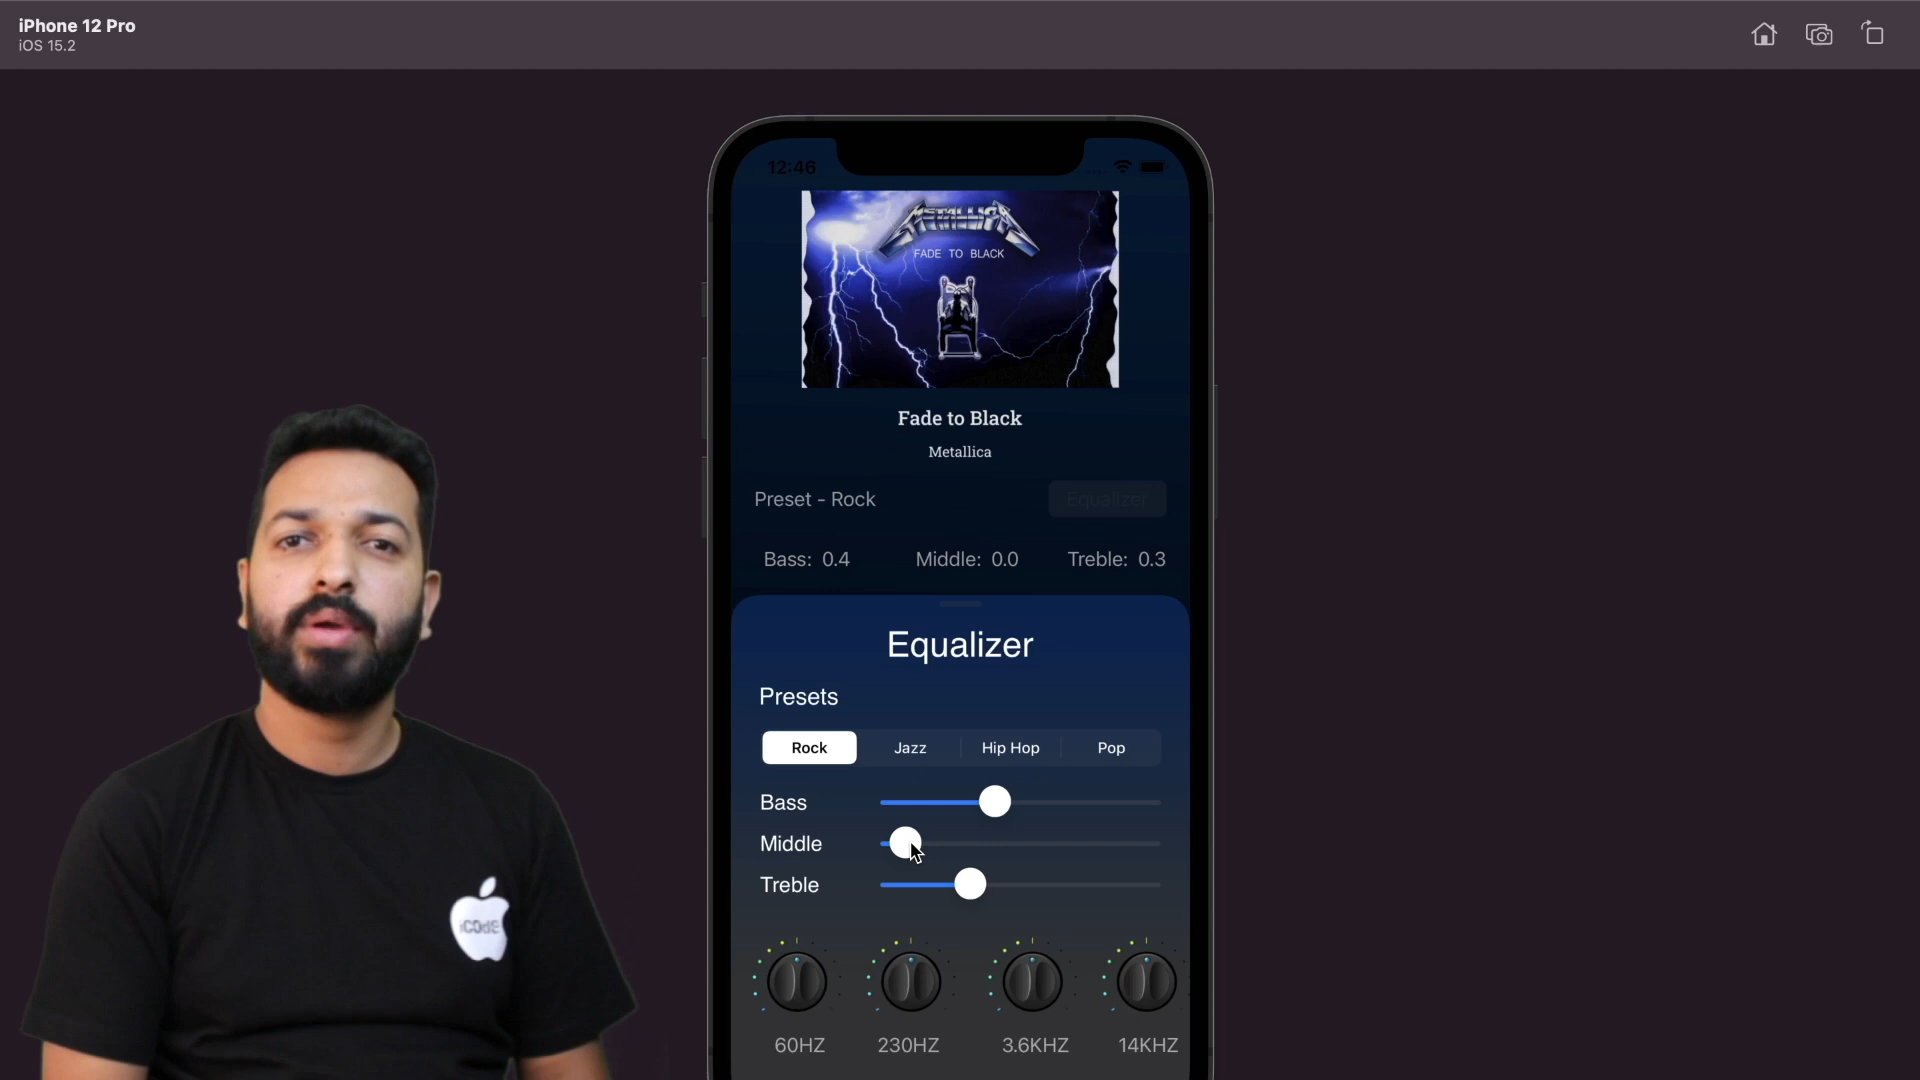 iPhone 12 Pro
iOS 15.2
12:46
METALLICA
FADE TO BLACK
Fade to Black
Metallica
Preset - Rock
Equalizer
Bass: 0.4 Middle: 0.0 Treble: 0.3
Equalizer
Presets
Rock Jazz Hip Hop Pop
Bass
Middle
Treble
iCode
60HZ 230HZ 3.6KHZ 14KHZ